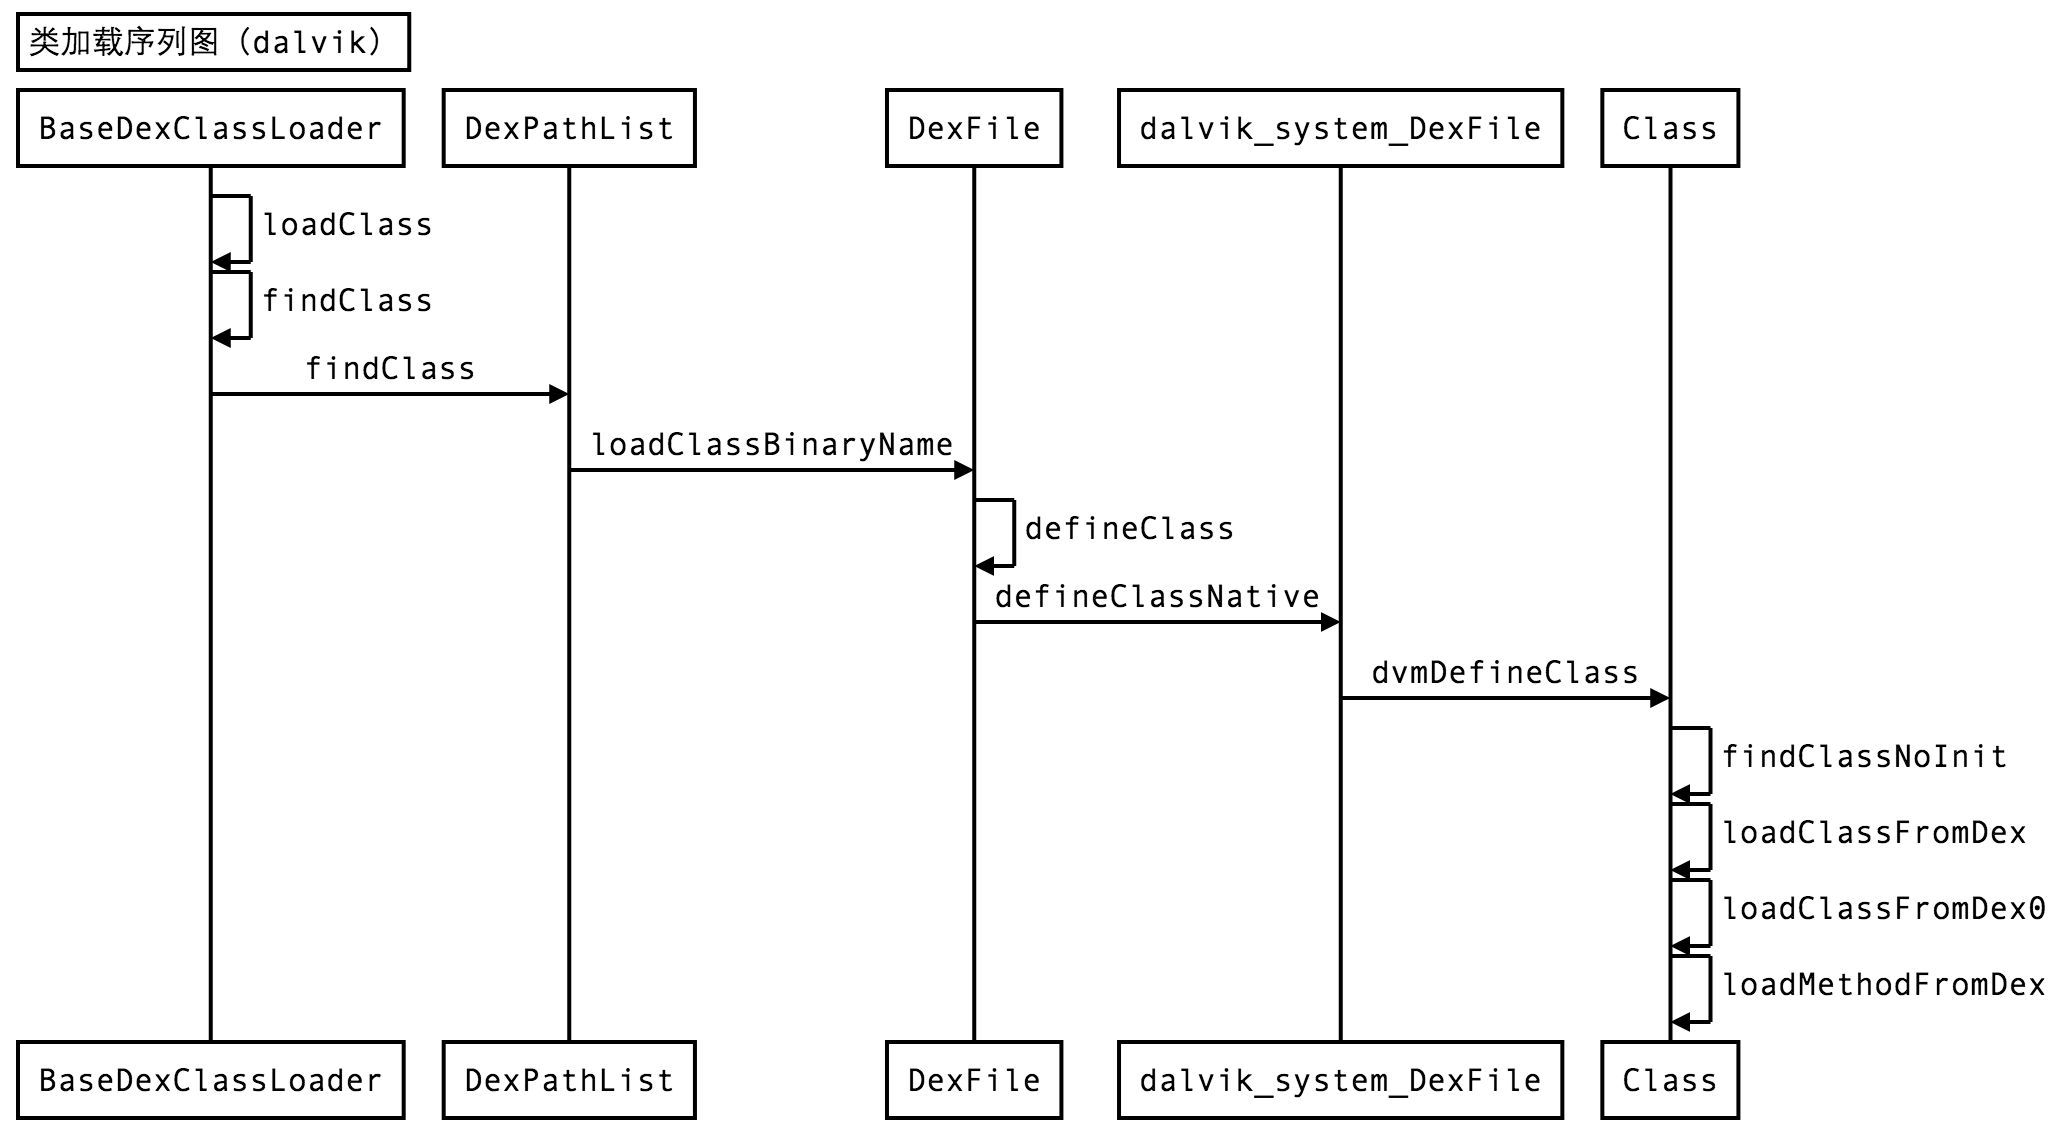 类加载序列图（dalvik）
BaseDexClassLoader
DexPathList
DexFile
dalvik_system_DexFile
Class
loadClass
findClass
findClass
loadClassBinaryName
defineClass
defineClassNative
dvmDefineClass
findClassNoInit
loadClassFromDex
loadClassFromDex0
loadMethodFromDex
BaseDexClassLoader
DexPathList
DexFile
dalvik_system_DexFile
Class